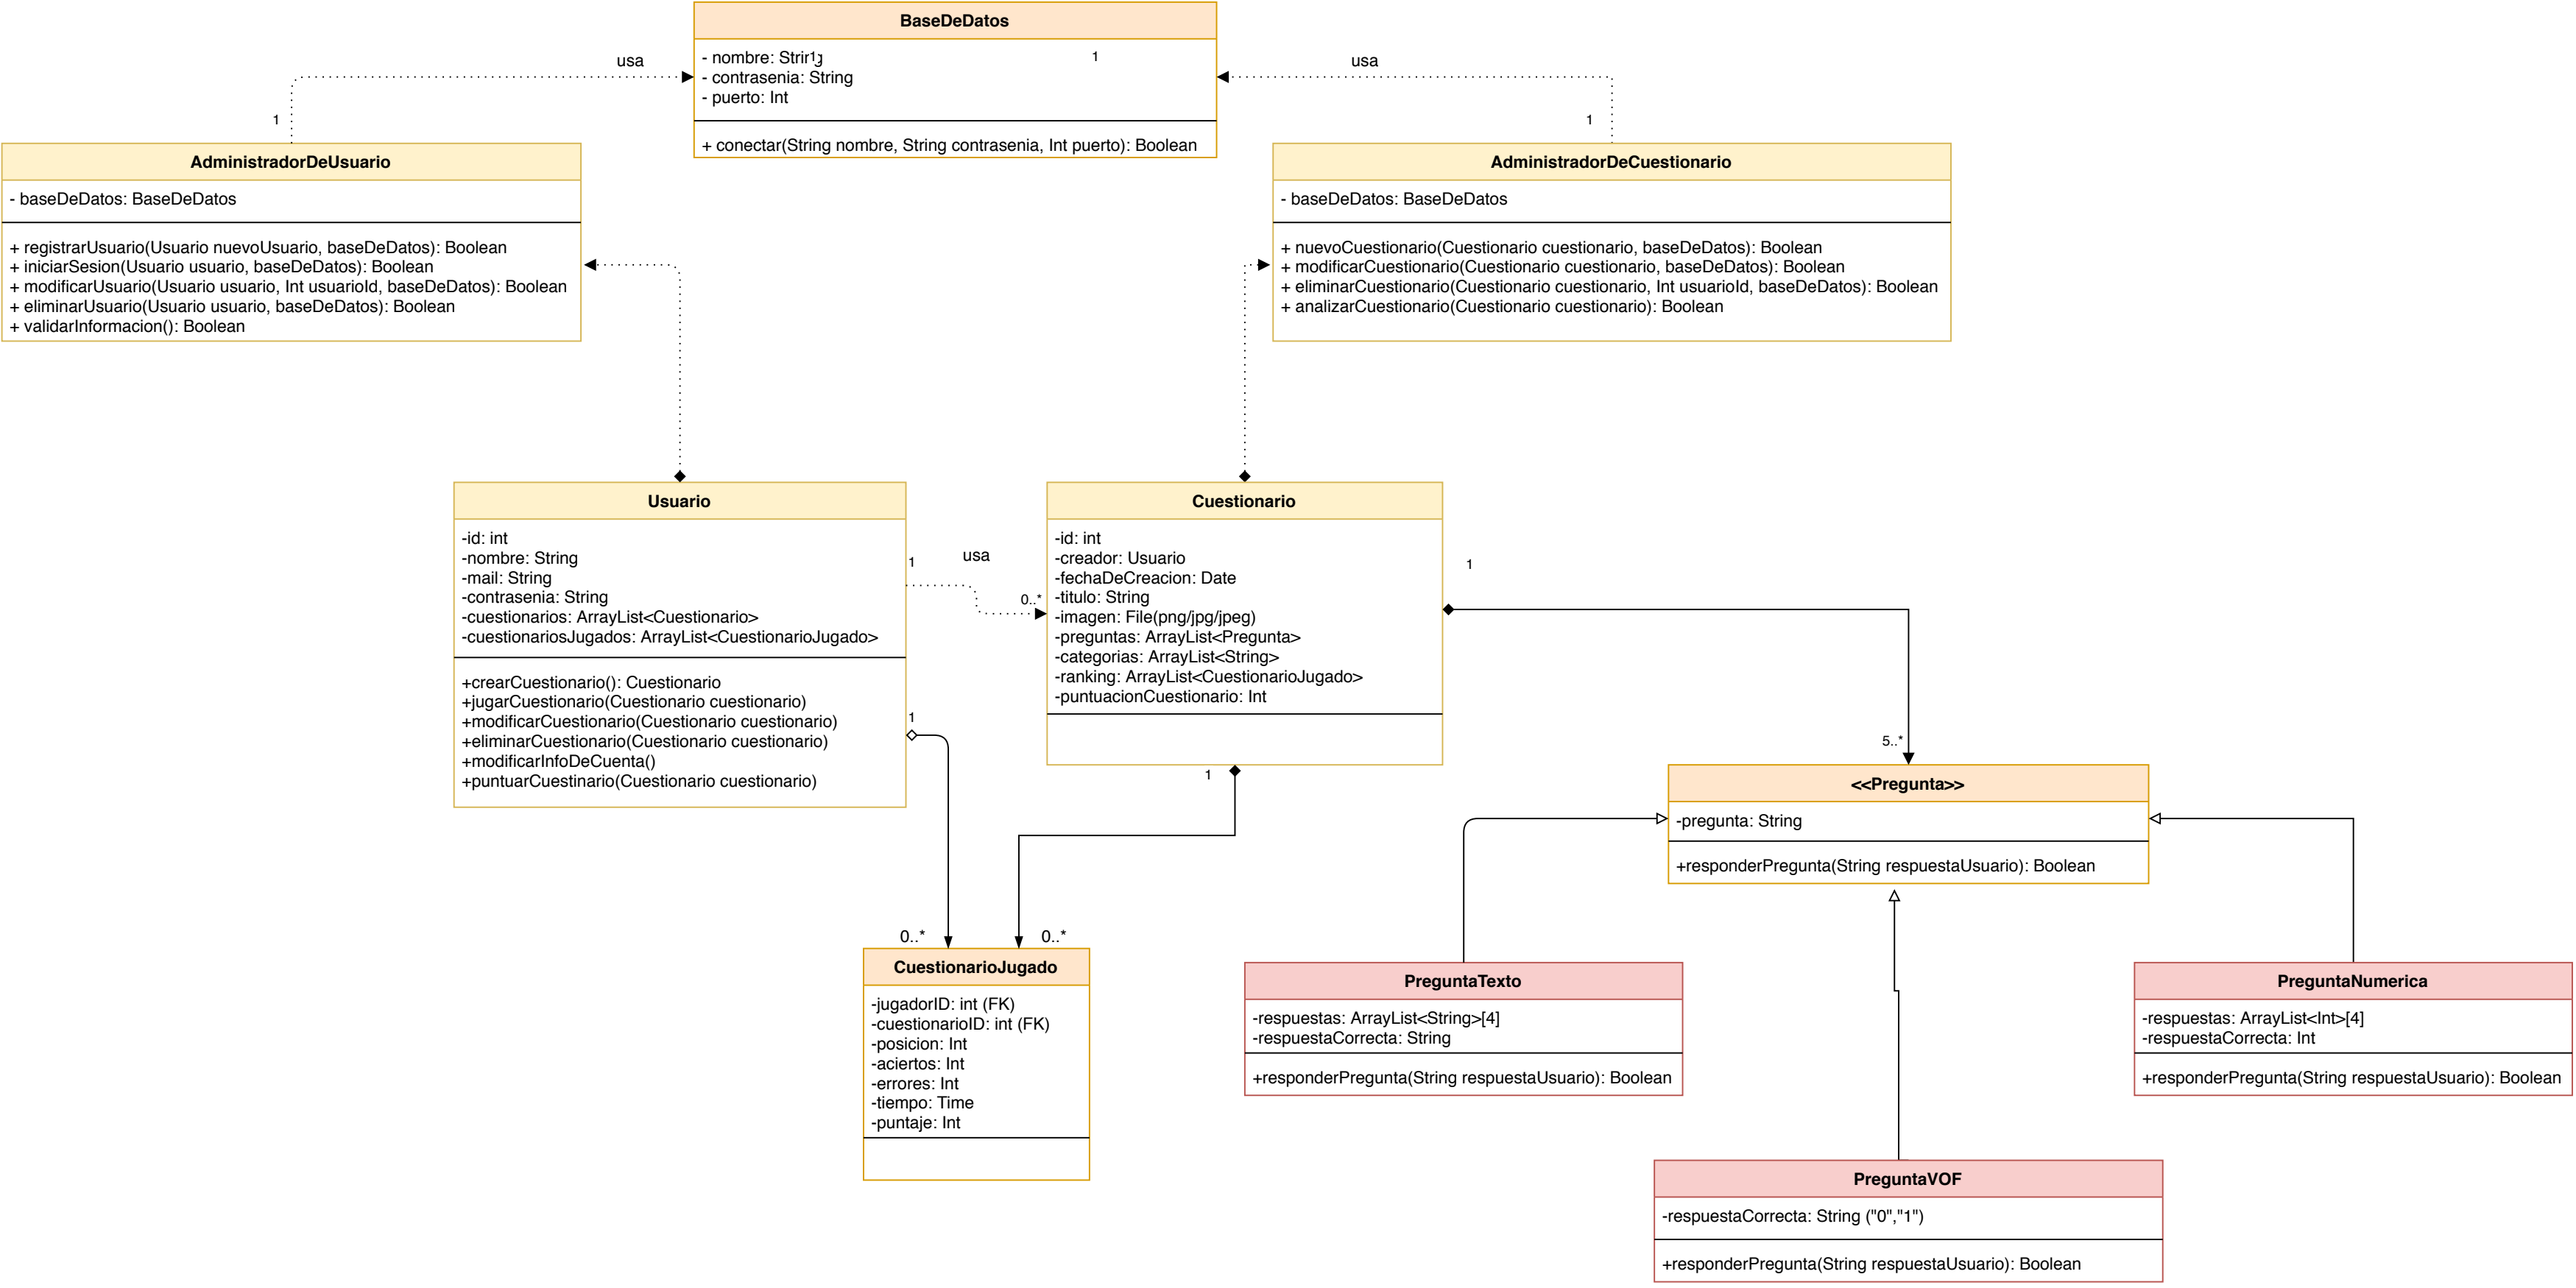 BaseDeDatos
- nombre: String
1
1
- contrasenia: String
- puerto: Int
+ conectar(String nombre, String contrasenia, Int puerto): Boolean
usa
1
usa
1
AdministradorDeUsuario
- baseDeDatos: BaseDeDatos
+ registrarUsuario(Usuario nuevoUsuario, baseDeDatos): Boolean
+ iniciarSesion(Usuario usuario, baseDeDatos): Boolean
+ modificarUsuario(Usuario usuario, Int usuarioId, baseDeDatos): Boolean
+ eliminarUsuario(Usuario usuario, baseDeDatos): Boolean
+ validarInformacion(): Boolean
AdministradorDeCuestionario
- baseDeDatos: BaseDeDatos
+ nuevoCuestionario(Cuestionario cuestionario, baseDeDatos): Boolean
+ modificarCuestionario(Cuestionario cuestionario, baseDeDatos): Boolean
+ eliminarCuestionario(Cuestionario cuestionario, Int usuarioId, baseDeDatos): Boolean
+ analizarCuestionario(Cuestionario cuestionario): Boolean
Usuario
-id: int
-nombre: String
-mail: String
-contrasenia: String
-cuestionarios: ArrayList<Cuestionario>
-cuestionariosJugados: ArrayList<CuestionarioJugado>
+crearCuestionario(): Cuestionario
+jugarCuestionario(Cuestionario cuestionario)
+modificarCuestionario(Cuestionario cuestionario)
+eliminarCuestionario(Cuestionario cuestionario)
+modificarInfoDeCuenta()
+puntuarCuestinario(Cuestionario cuestionario)
1
usa
0..*
1
Cuestionario
-id: int
-creador: Usuario
-fechaDeCreacion: Date
-titulo: String
-imagen: File(png/jpg/jpeg)
-preguntas: ArrayList<Pregunta>
-categorias: ArrayList<String>
-ranking: ArrayList<CuestionarioJugado>
-puntuacionCuestionario: Int
1
1
5..*
<<Pregunta>>
-pregunta: String
+responderPregunta(String respuestaUsuario): Boolean
0..*
0..*
CuestionarioJugado
-jugadorID: int (FK)
-cuestionarioID: int (FK)
-posicion: Int
-aciertos: Int
-errores: Int
-tiempo: Time
-puntaje: Int
PreguntaTexto
-respuestas: ArrayList<String>[4]
-respuestaCorrecta: String
+responderPregunta(String respuestaUsuario): Boolean
PreguntaNumerica
-respuestas: ArrayList<Int>[4]
-respuestaCorrecta: Int
+responderPregunta(String respuestaUsuario): Boolean
PreguntaVOF
-respuestaCorrecta: String ("0","1")
+responderPregunta(String respuestaUsuario): Boolean